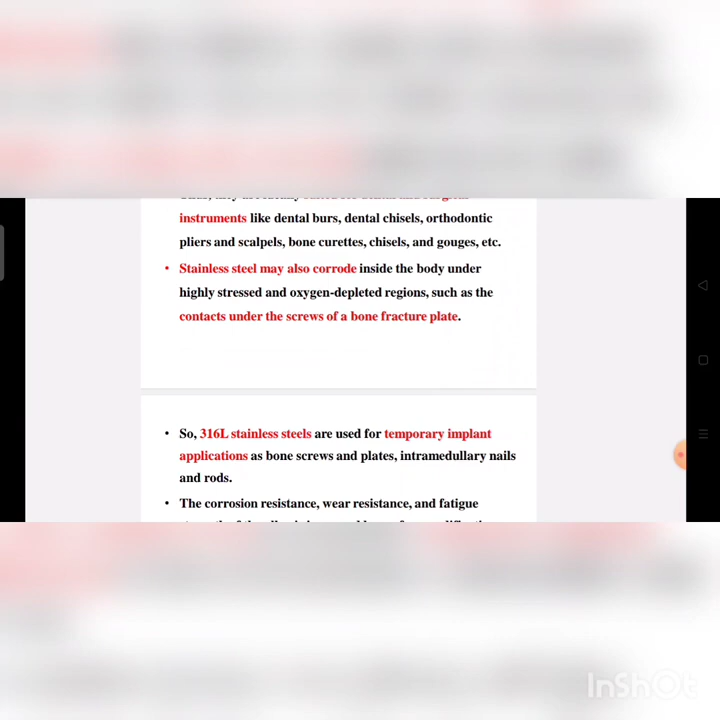 instruments like dental burs, dental chisels, orthodontic
pliers and scalpels, bone curettes, chisels, and gouges, etc.
• Stainless steel may also corrode inside the body under
highly stressed and oxygen-depleted regions, such as the
contacts under the screws of a bone fracture plate.
• So, 316L stainless steels are used for temporary implant
applications as bone screws and plates, intramedullary nails
and rods.
• The corrosion resistance, wear resistance, and fatigue
InShOt